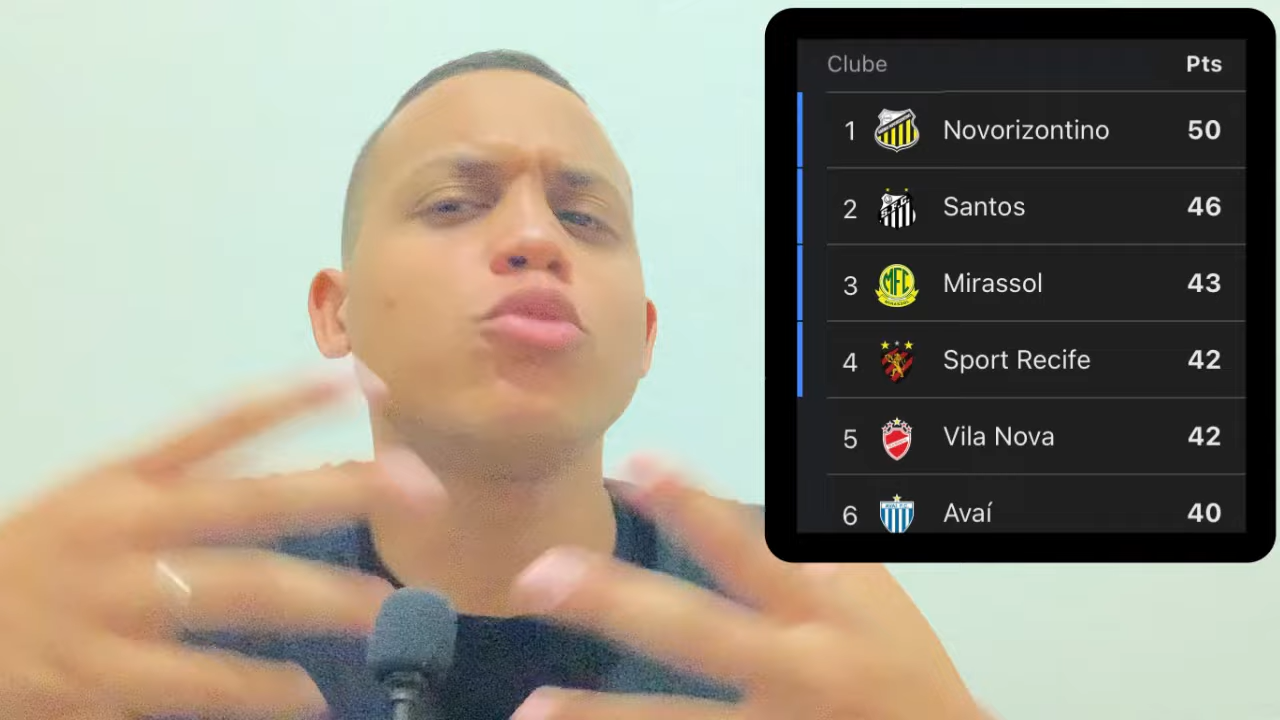 Clube Pts
1 Novorizontino 50
2 Santos 46
3 MFC Mirassol 43
4 Sport Recife 42
5 Vila Nova 42
6 Avaí 40